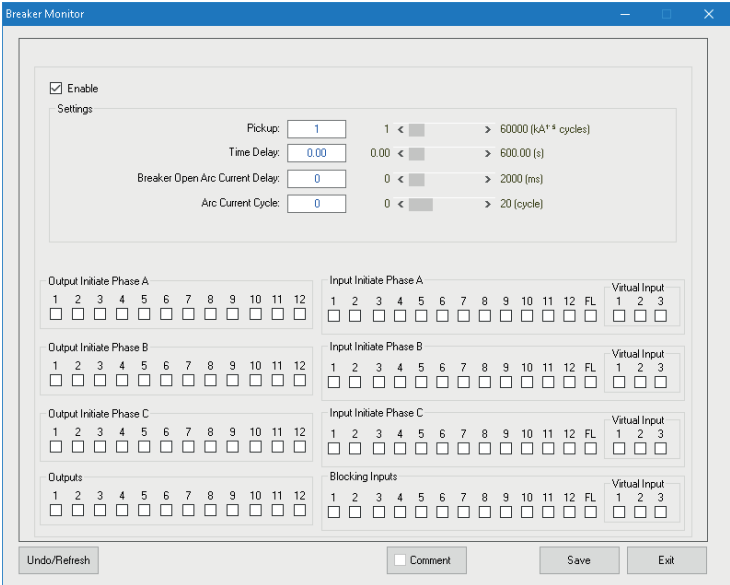 Breaker Monitor
Enable
Settings
Pickup: 1 1 < > 60000 (kA^r-s cycles)
Time Delay: 0.00 0.00 < > 600.00 (s)
Breaker Open Arc Current Delay: 0 0 < > 2000 (ms)
Arc Current Cycle: 0 0 < > 20 (cycle)
Output Initiate Phase A
1 2 3 4 5 6 7 8 9 10 11 12
Input Initiate Phase A
1 2 3 4 5 6 7 8 9 10 11 12 FL
Virtual Input
1 2 3
Output Initiate Phase B
1 2 3 4 5 6 7 8 9 10 11 12
Input Initiate Phase B
1 2 3 4 5 6 7 8 9 10 11 12 FL
Virtual Input
1 2 3
Output Initiate Phase C
1 2 3 4 5 6 7 8 9 10 11 12
Input Initiate Phase C
1 2 3 4 5 6 7 8 9 10 11 12 FL
Virtual Input
1 2 3
Outputs
1 2 3 4 5 6 7 8 9 10 11 12
Blocking Inputs
1 2 3 4 5 6 7 8 9 10 11 12 FL
Virtual Input
1 2 3
Undo/Refresh
Comment
Save
Exit